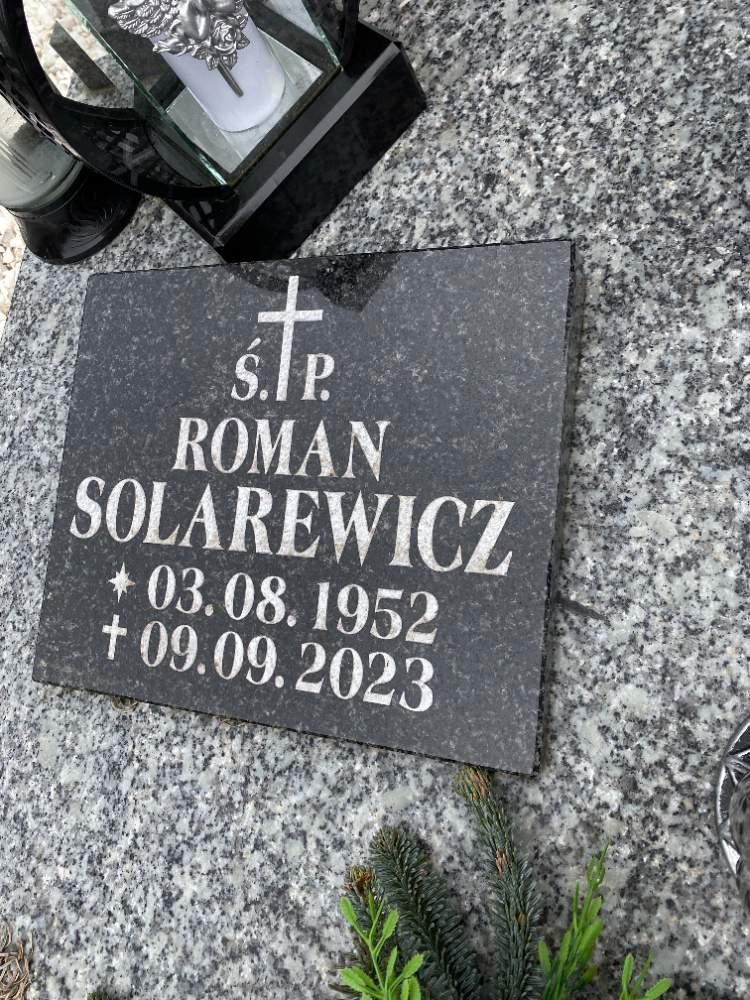 Ś. P.
ROMAN
SOLAREWICZ
03. 08. 1952
09. 09. 2023